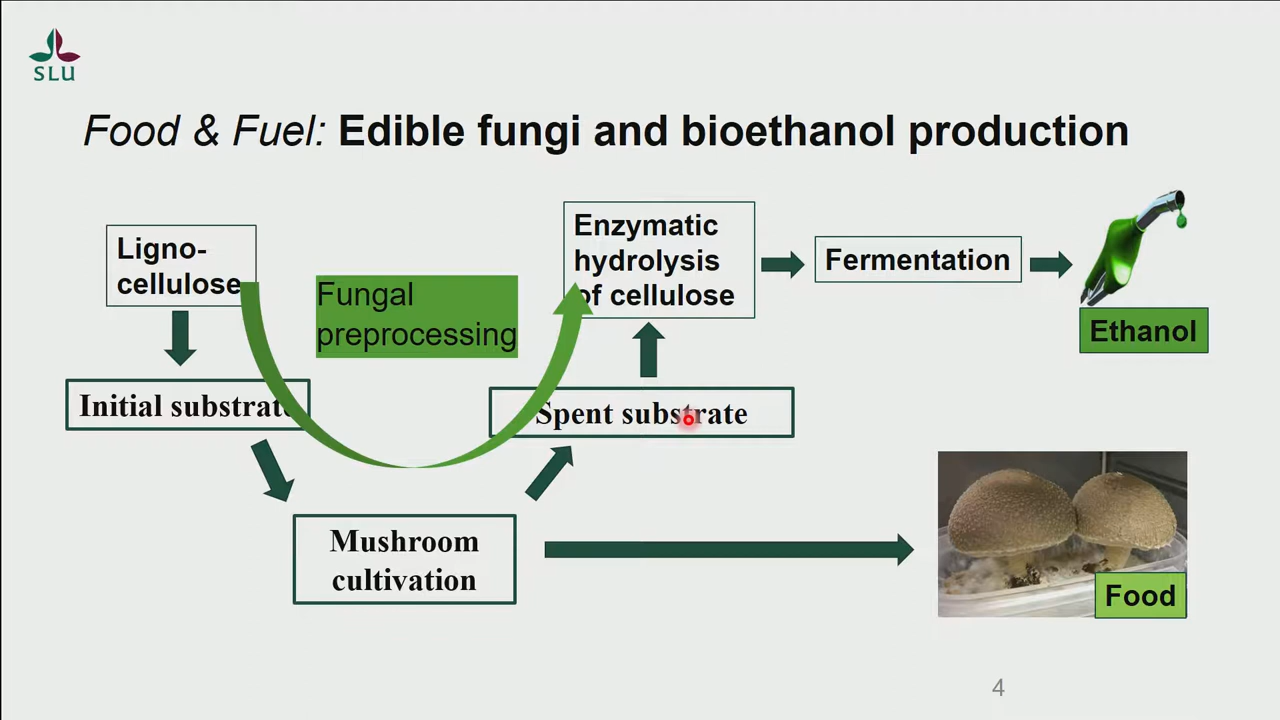 SLU
Food & Fuel: Edible fungi and bioethanol production
Ligno-
cellulose
Fungal
preprocessing
Enzymatic
hydrolysis
of cellulose
Fermentation
Ethanol
Initial substrate
Spent substrate
Mushroom
cultivation
Food
4